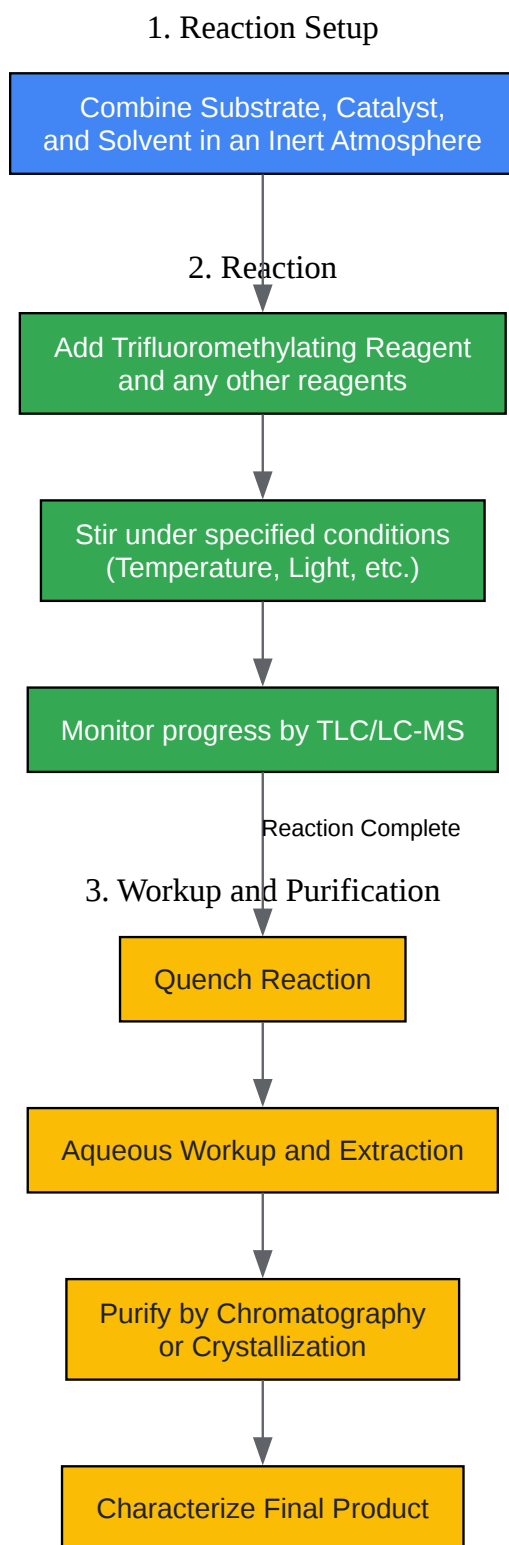 1. Reaction Setup
Combine Substrate, Catalyst,
and Solvent in an Inert Atmosphere
2. Reaction
Add Trifluoromethylating Reagent
and any other reagents
Stir under specified conditions
(Temperature, Light, etc.)
Monitor progress by TLC/LC-MS
Reaction Complete
3. Workup and Purification
Quench Reaction
Aqueous Workup and Extraction
Purify by Chromatography
or Crystallization
Characterize Final Product